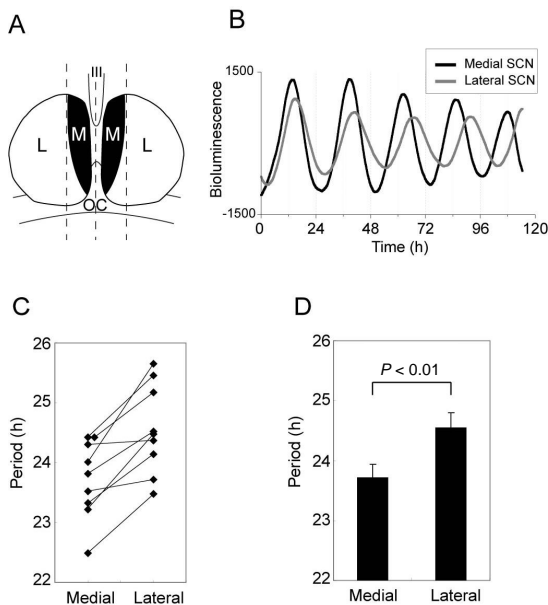 A
III
L M M L
OC
B
Medial SCN
Lateral SCN
1500
Bioluminescence
-1500
0 24 48 72 96 120
Time (h)
C
26
25
24
23
22
Period (h)
Medial Lateral
D
P < 0.01
26
25
24
23
22
Period (h)
Medial Lateral